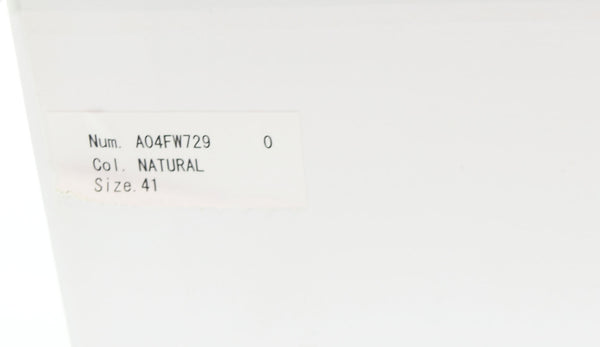 Num. A04FW729 0
Col. NATURAL
Size.41